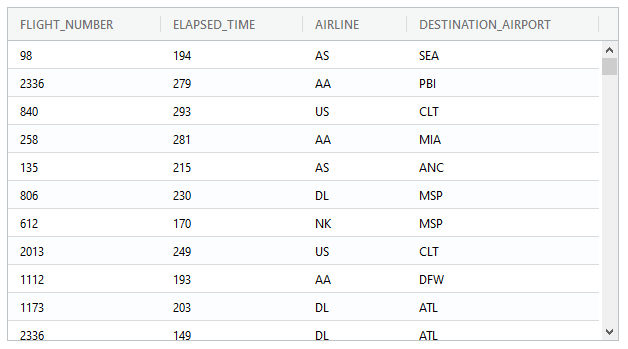 FLIGHT_NUMBER ELAPSED_TIME AIRLINE DESTINATION_AIRPORT
98 194 AS SEA
2336 279 AA PBI
840 293 US CLT
258 281 AA MIA
135 215 AS ANC
806 230 DL MSP
612 170 NK MSP
2013 249 US CLT
1112 193 AA DFW
1173 203 DL ATL
2336 149 DL ATL